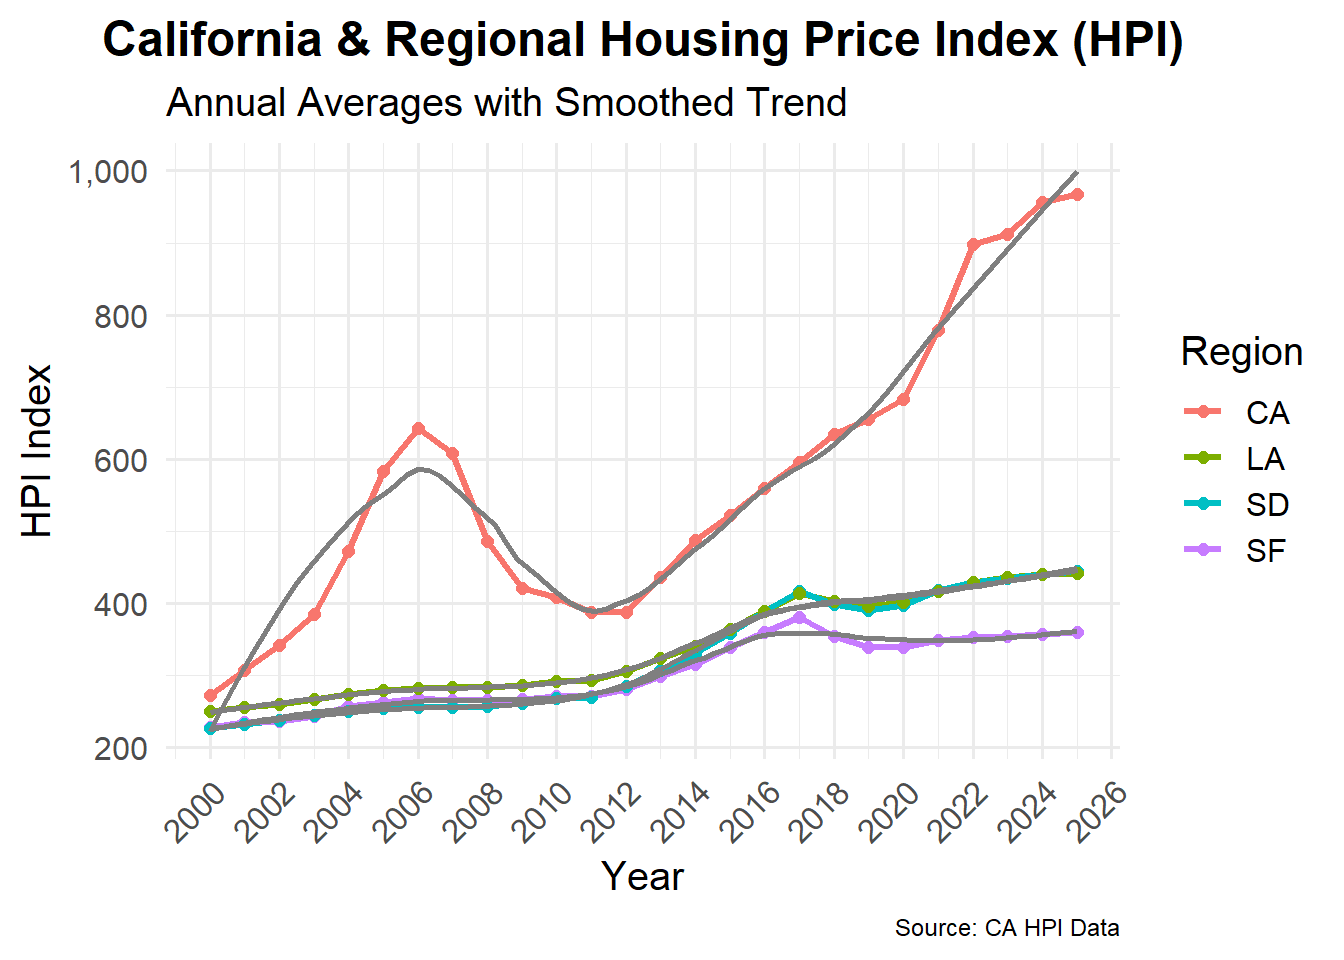 California & Regional Housing Price Index (HPI)
Annual Averages with Smoothed Trend
1,000
800
600
400
200
HPI Index
2000 2002 2004 2006 2008 2010 2012 2014 2016 2018 2020 2022 2024 2026
Year
Region
CA
LA
SD
SF
Source: CA HPI Data